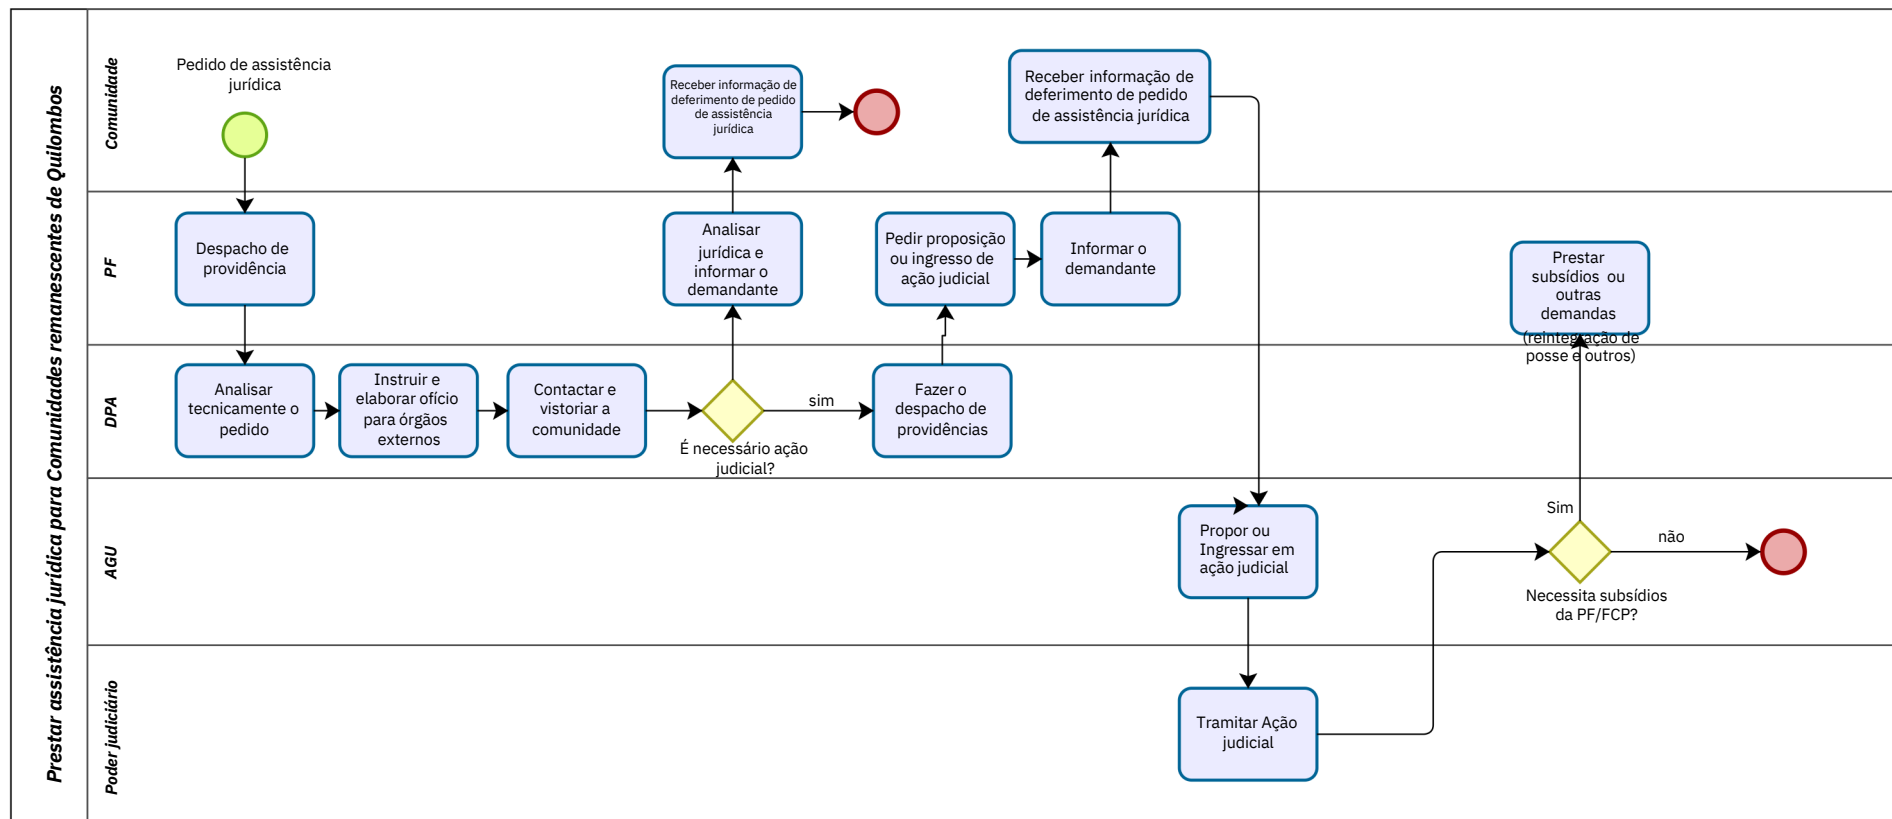 Prestar assistência jurídica para Comunidades remanescentes de Quilombos
Comunidade
Pedido de assistência
jurídica
Receber informação de
deferimento de pedido
de assistência
jurídica
Receber informação de
deferimento de pedido
de assistência jurídica
PF
Despacho de
providência
Analisar
jurídica e
informar o
demandante
Pedir proposição
ou ingresso de
ação judicial
Informar o
demandante
Prestar
subsídios ou
outras
demandas
(reintegração de
posse e outros)
DPA
Analisar
tecnicamente o
pedido
Instruir e
elaborar ofício
para órgãos
externos
Contactar e
vistoriar a
comunidade
É necessário ação
judicial?
sim
Fazer o
despacho de
providências
AGU
Propor ou
Ingressar em
ação judicial
Sim
não
Necessita subsídios
da PF/FCP?
Poder judiciário
Tramitar Ação
judicial